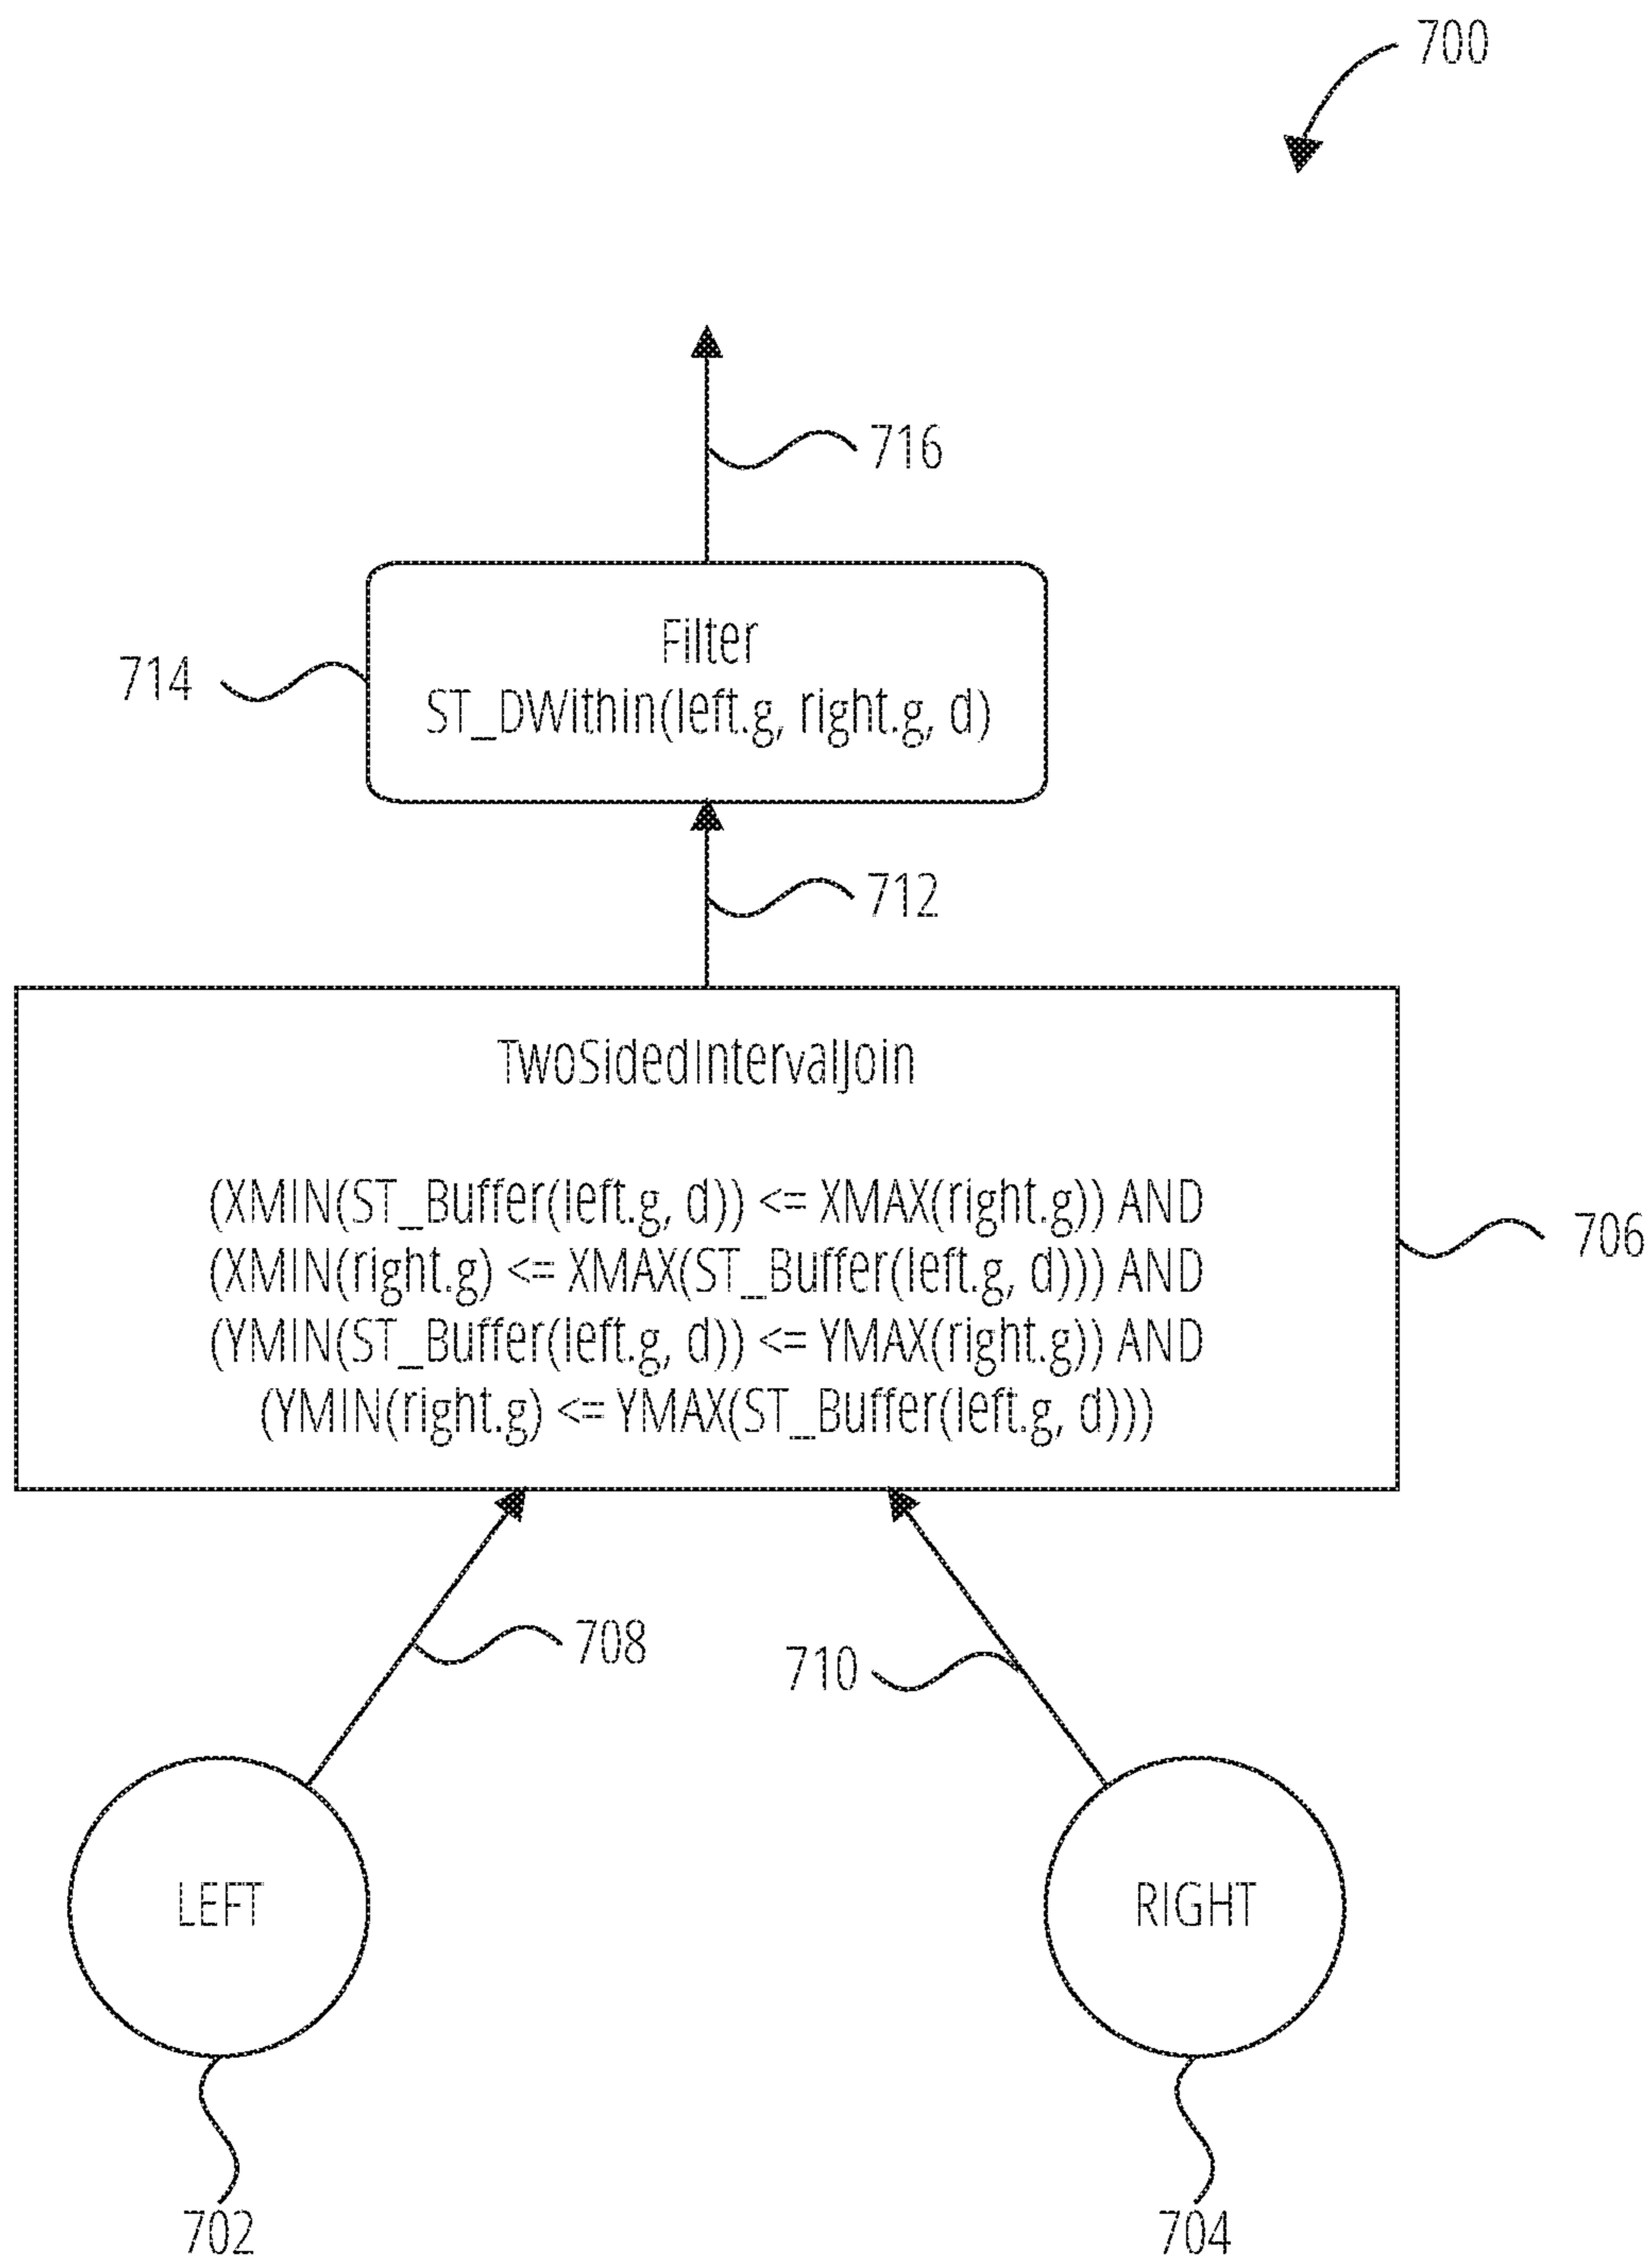 700
716
Filter
714
ST_DWithin(left.g, right.g, d)
712
TwoSidedIntervalJoin
(XMIN(ST_Buffer(left.g, d)) <= XMAX(right.g)) AND
706
(XMIN(right.g) <= XMAX(ST_Buffer(left.g, d))) AND
(YMIN(ST_Buffer(left.g, d)) <= YMAX(right.g)) AND
(YMIN(right.g) <= YMAX(ST_Buffer(left.g, d)))
708
710
LEFT
RIGHT
702
704